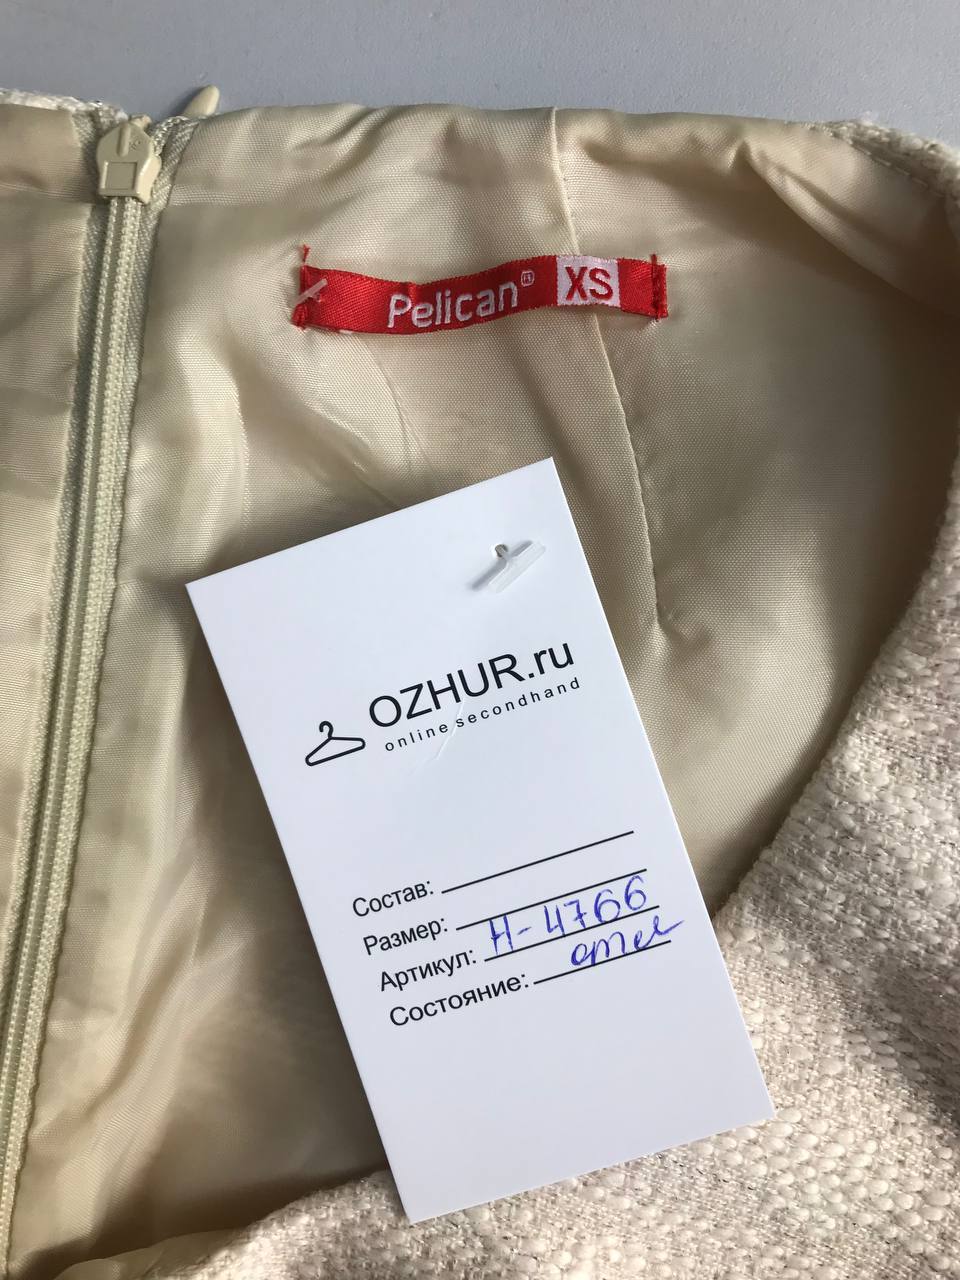 Pelican® XS
OZHUR.ru
online secondhand
Состав:
Размер:
Артикул: Н-4766
Состояние: отл